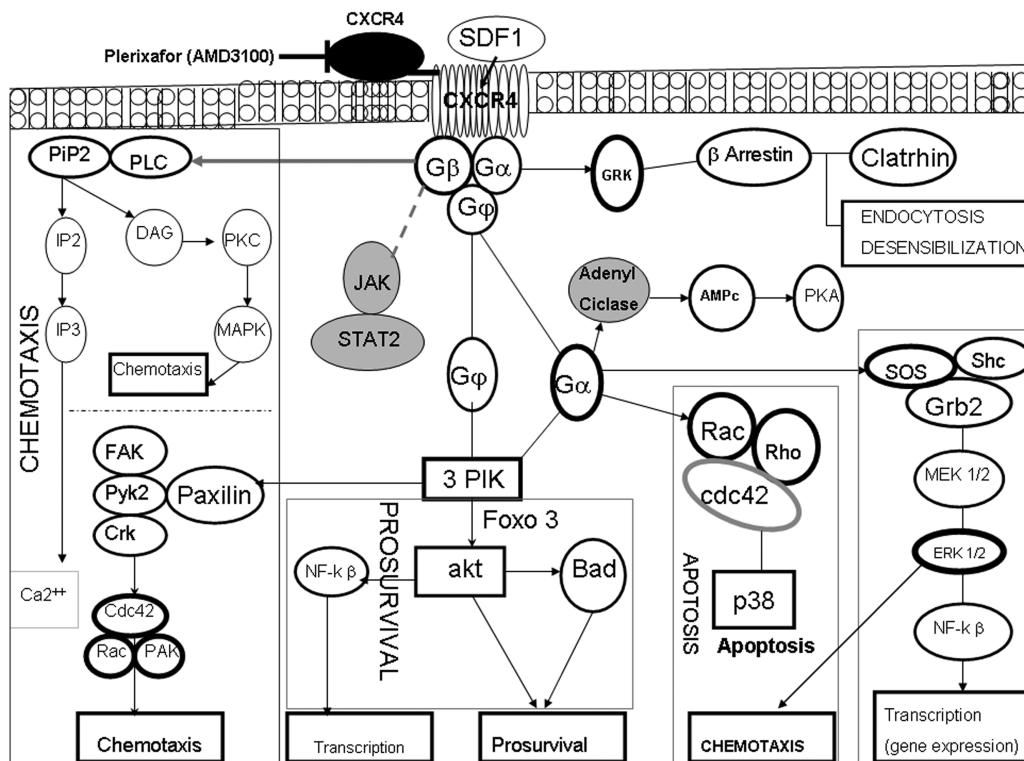 CXCR4
Plerixafor (AMD3100)
SDF1
CXCR4
PiP2
PLC
Gβ
Gα
Gφ
GRK
β Arrestin
Clatrhin
ENDOCYTOSIS
DESENSIBILIZATION
IP2
DAG
PKC
JAK
STAT2
Adenyl
Ciclase
AMPc
PKA
IP3
MAPK
Chemotaxis
CHEMOTAXIS
Gφ
Gα
SOS
Shc
Grb2
Rac
Rho
cdc42
MEK 1/2
FAK
Pyk2
Paxilin
Crk
3 PIK
Foxo 3
PROSURVIVAL
NF-k β
akt
Bad
APOTOSIS
p38
Apoptosis
ERK 1/2
NF-k β
Ca2++
Cdc42
Rac
PAK
Chemotaxis
Transcription
Prosurvival
CHEMOTAXIS
Transcription
(gene expression)